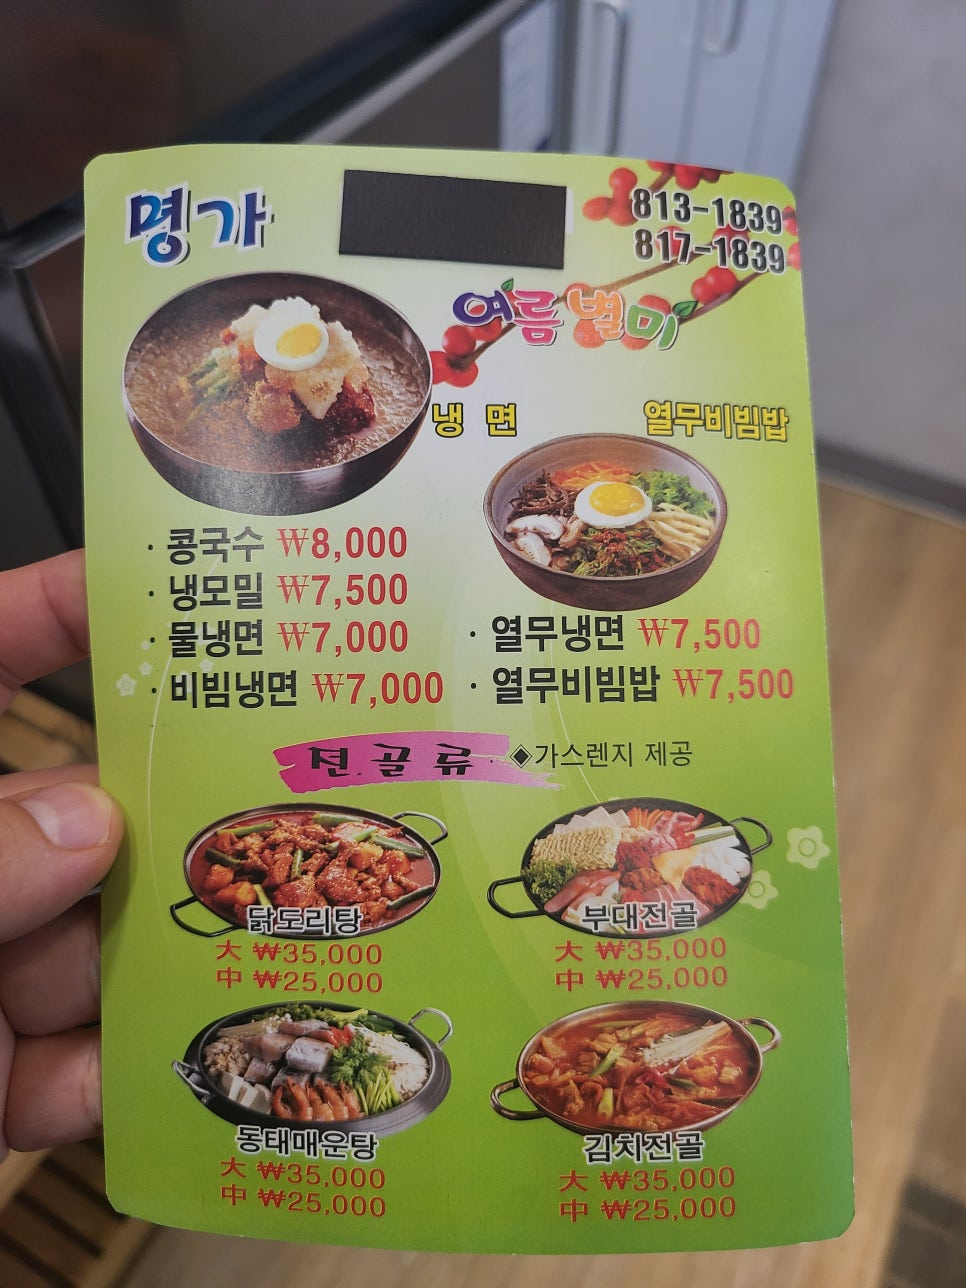 명가
813-1839
817-1839
여름별미
냉면
열무비빔밥
· 콩국수 ₩8,000
· 냉모밀 ₩7,500
· 물냉면 ₩7,000
· 비빔냉면 ₩7,000
· 열무냉면 ₩7,500
· 열무비빔밥 ₩7,500
전골류 ◆가스렌지 제공
닭도리탕
大 ₩35,000
中 ₩25,000
부대전골
大 ₩35,000
中 ₩25,000
동태매운탕
大 ₩35,000
中 ₩25,000
김치전골
大 ₩35,000
中 ₩25,000